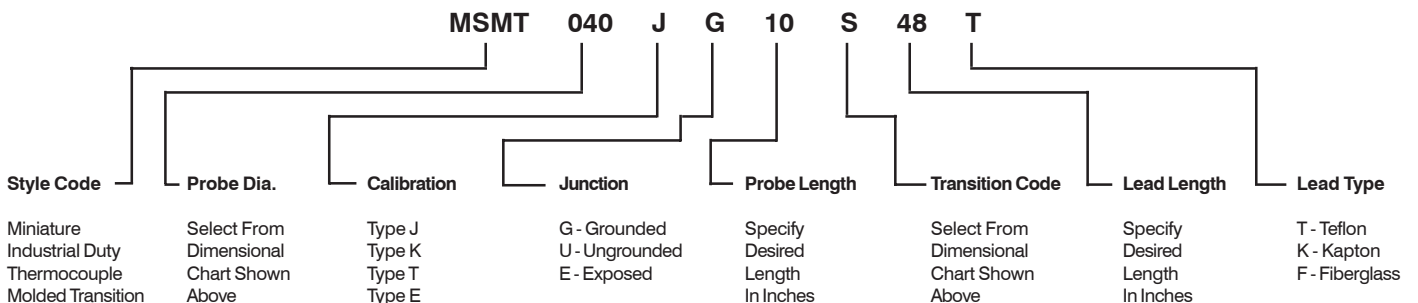 MSMT 040 J G 10 S 48 T
Style Code
Miniature
Industrial Duty
Thermocouple
Molded Transition
Probe Dia.
Select From
Dimensional
Chart Shown
Above
Calibration
Type J
Type K
Type T
Type E
Junction
G - Grounded
U - Ungrounded
E - Exposed
Probe Length
Specify
Desired
Length
In Inches
Transition Code
Select From
Dimensional
Chart Shown
Above
Lead Length
Specify
Desired
Length
In Inches
Lead Type
T - Teflon
K - Kapton
F - Fiberglass